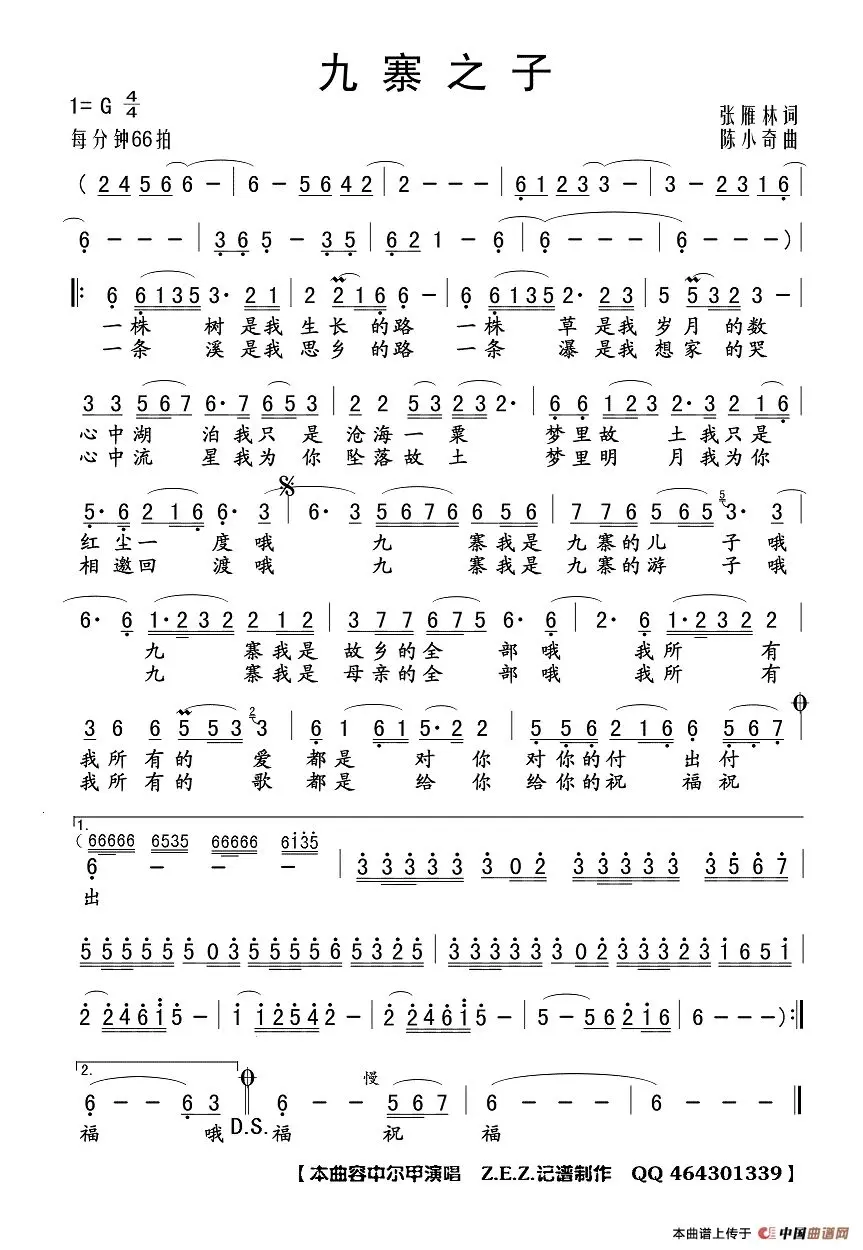 九寨之子
1= G 4/4
张雁林词
每分钟66拍
陈小奇曲
( 2 4 5 6 6 – | 6 – 5 6 4 2 | 2 – – – | 6 1 2 3 3 – | 3 – 2 3 1 6 |
6 – – – | 3 6 5 – 3 5 | 6 2 1 – 6 | 6 – – – | 6 – – – )
‖: 6 6 1 3 5 3· 2 1 | 2 2 1 6 6 – | 6 6 1 3 5 2· 2 3 | 5 5 3 2 3 – |
一株 树是我 生长 的路 一株 草是我 岁月 的数
一条 溪是我 思乡 的路 一条 瀑是我 想家 的哭
3 3 5 6 7 6· 7 6 5 3 | 2 2 5 3 2 3 2· | 6 6 1 2 3 2· 3 2 1 6 |
心中湖 泊我只 是 沧海一 粟 梦里故 土我只是
心中流 星我为 你 坠落故 土 梦里明 月我为你
5· 6 2 1 6 6· 3 | 6· 3 5 6 7 6 6 5 6 | 7 7 6 5 6 5 5 3· 3 |
红尘一 度哦 九 寨我是 九寨的儿 子哦
相邀回 渡哦 九 寨我是 九寨的游 子哦
6· 6 1· 2 3 2 2 1 2 | 3 7 7 6 7 5 6· 6 | 2· 6 1· 2 3 2 2 |
九 寨我是 故乡的全 部哦 我所 有
九 寨我是 母亲的全 部哦 我所 有
3 6 6 5 5 3 2 3 | 6 1 6 1 5· 2 2 | 5 5 6 2 1 6 6 5 6 7 |
我所有的 爱 都是 对 你 对你的付 出付
我所有的 歌 都是 给 你 给你的祝 福祝
1.
( 66666 6535 66666 6135
6 – – – | 3 3 3 3 3 3 0 2 3 3 3 3 3 3 5 6 7 |
出
5 5 5 5 5 5 0 3 5 5 5 5 6 5 3 2 5 | 3 3 3 3 3 3 0 2 3 3 3 2 3 1 6 5 1 |
2 2 4 6 1 5 – | 1 1 2 5 4 2 – | 2 2 4 6 1 5 – | 5 – 5 6 2 1 6 | 6 – – – ) :‖
2.
慢
6 – – 6 3 ‖ 6 – – 5 6 7 | 6 – – – | 6 – – – ‖
福 哦 D.S. 福 祝 福
【本曲容中尔甲演唱 Z.E.Z.记谱制作 QQ 464301339】
本曲谱上传于 中国曲谱网